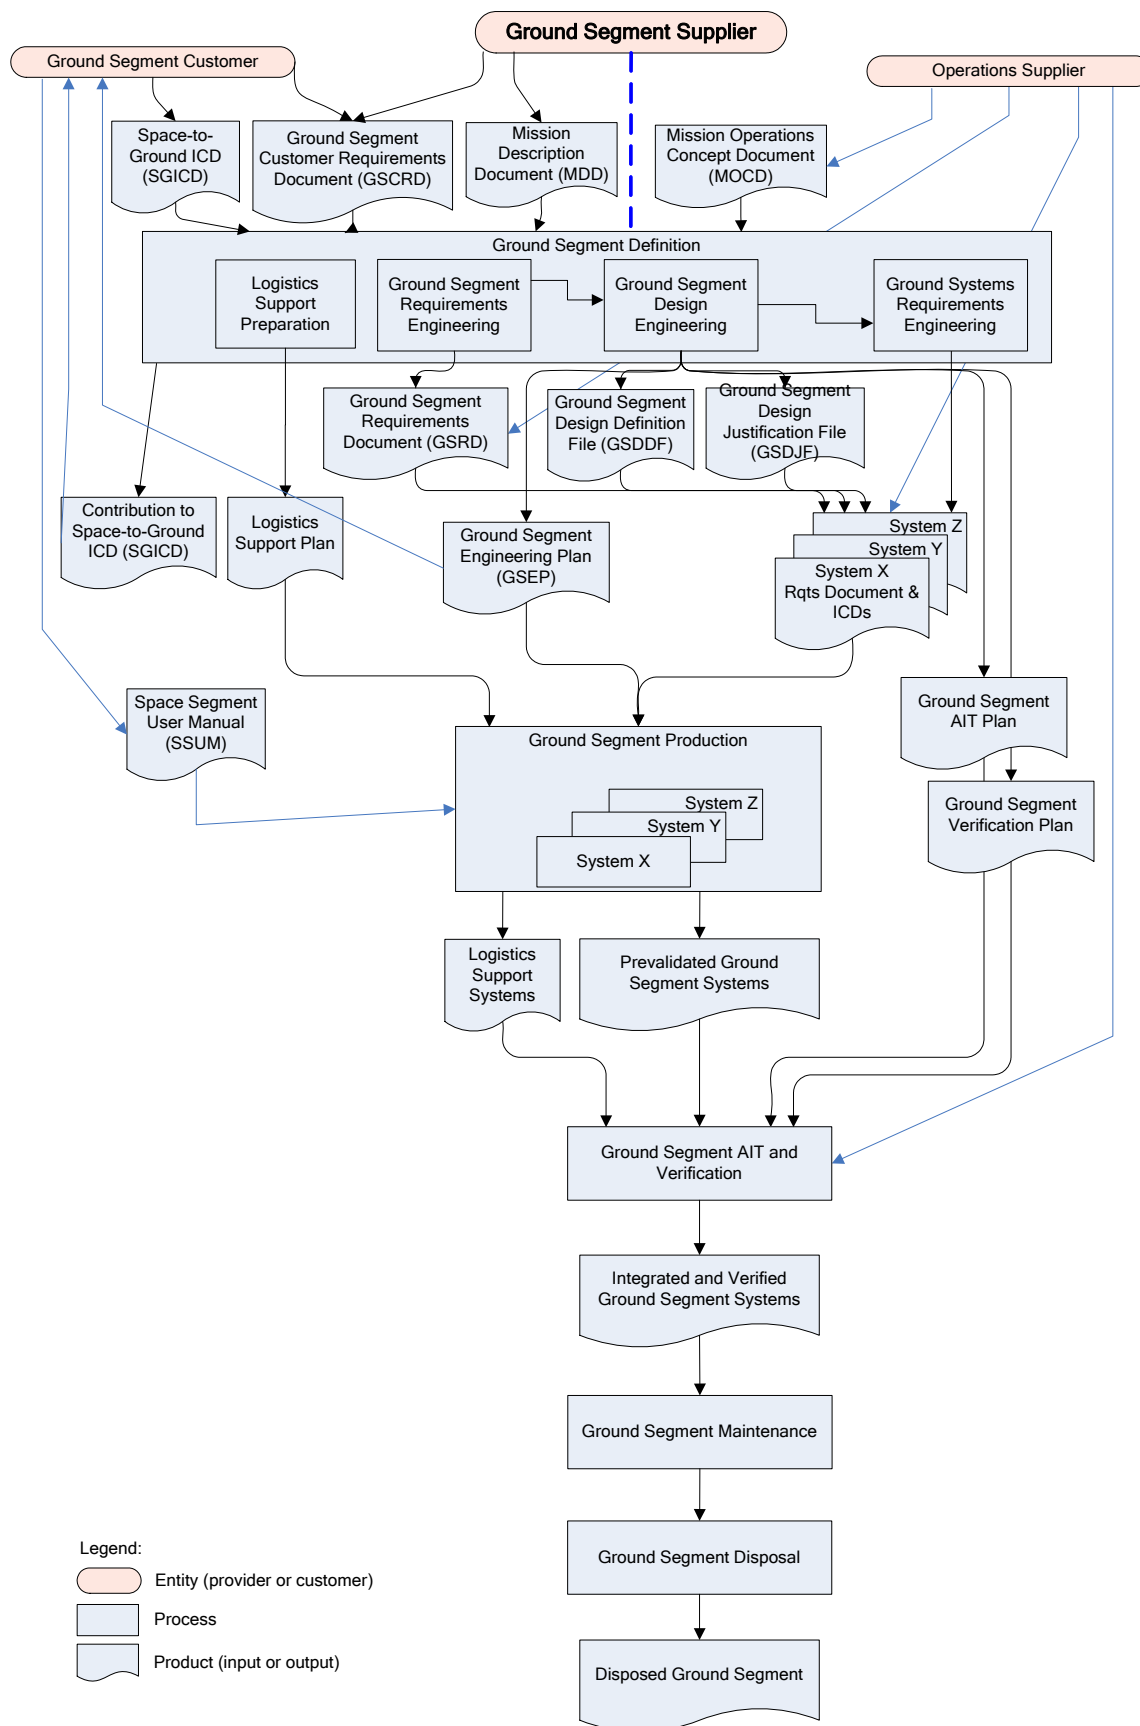 Ground Segment Supplier
Ground Segment Customer
Operations Supplier
Space-to-
Ground ICD
(SGICD)
Ground Segment
Customer Requirements
Document (GSCRD)
Mission
Description
Document (MDD)
Mission Operations
Concept Document
(MOCD)
Ground Segment Definition
Logistics
Support
Preparation
Ground Segment
Requirements
Engineering
Ground Segment
Design
Engineering
Ground Systems
Requirements
Engineering
Ground Segment
Requirements
Document (GSRD)
Ground Segment
Design Definition
File (GSDDF)
Ground Segment
Design
Justification File
(GSDJF)
Contribution to
Space-to-Ground
ICD (SGICD)
Logistics
Support Plan
Ground Segment
Engineering Plan
(GSEP)
System Z
System Y
System X
Rqts Document &
ICDs
Space Segment
User Manual
(SSUM)
Ground Segment
AIT Plan
Ground Segment Production
System Z
System Y
System X
Ground Segment
Verification Plan
Logistics
Support
Systems
Prevalidated Ground
Segment Systems
Ground Segment AIT and
Verification
Integrated and Verified
Ground Segment Systems
Ground Segment Maintenance
Ground Segment Disposal
Disposed Ground Segment
Legend:
Entity (provider or customer)
Process
Product (input or output)